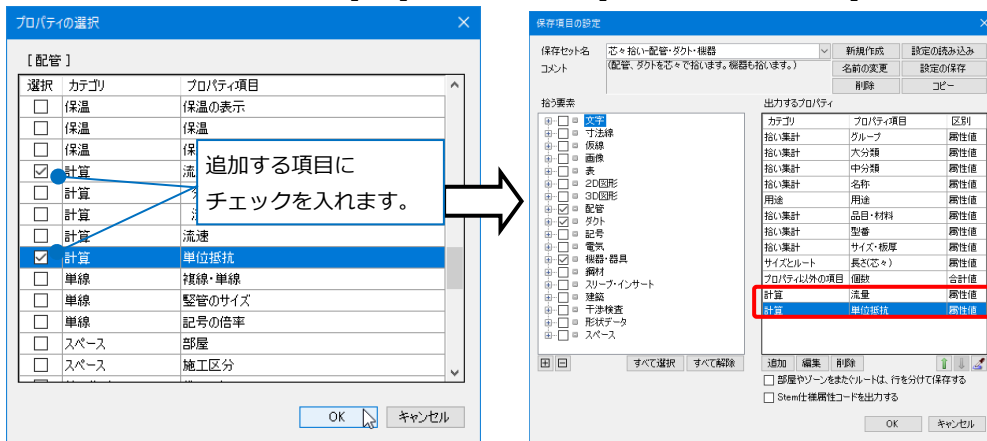 プロパティの選択
[配管]
選択 カテゴリ プロパティ項目
保温 保温の表示
保温 保温
保温 保
計算 流
計算
計算
計算 流速
計算 単位抵抗
単線 複線・単線
単線 竪管のサイズ
単線 記号の倍率
スペース 部屋
スペース 施工区分
追加する項目に
チェックを入れます。
OK キャンセル
保存項目の設定
保存セット名 芯々拾い-配管・ダクト・機器 新規作成 設定の読み込み
コメント (配管、ダクトを芯々で拾います。機器も拾います。) 名前の変更 設定の保存
削除 コピー
拾う要素
文字
寸法線
仮線
画像
表
2D図形
3D図形
配管
ダクト
記号
電気
機器・器具
鋼材
スリーブ・インサート
建築
干渉検査
形状データ
スペース
すべて選択 すべて解除
出力するプロパティ
カテゴリ プロパティ項目 区別
拾い集計 グループ 属性値
拾い集計 大分類 属性値
拾い集計 中分類 属性値
拾い集計 名称 属性値
用途 用途 属性値
拾い集計 品目・材料 属性値
拾い集計 型番 属性値
拾い集計 サイズ・板厚 属性値
サイズとルート 長さ(芯々) 属性値
プロパティ以外の項目 個数 合計値
計算 流量 属性値
計算 単位抵抗 属性値
追加 編集 削除
部屋やゾーンをまたぐルートは、行を分けて保存する
Stem仕様属性コードを出力する
OK キャンセル